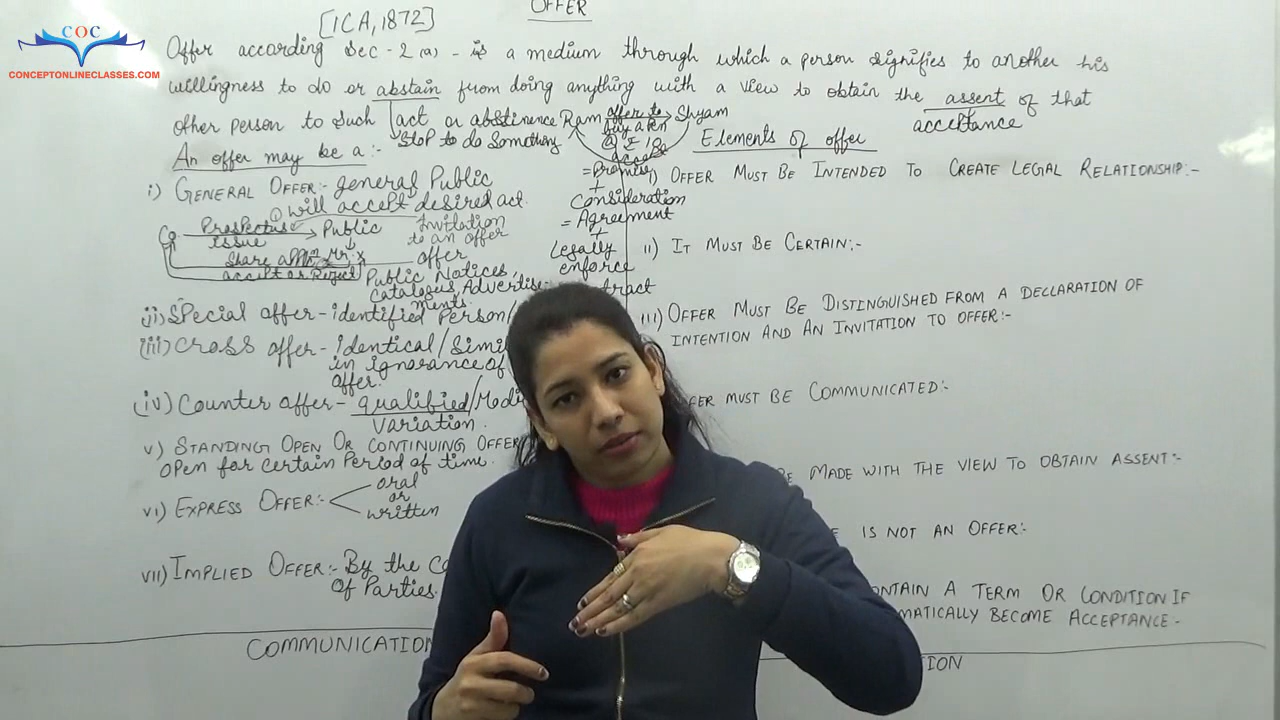 COC
CONCEPTONLINECLASSES.COM
OFFER
[ICA, 1872]
Offer according Sec - 2 (a) - is a medium through which a person signifies to another his
willingness to do or abstain from doing anything with a view to obtain the assent of that
other person to such act or abstinence
acceptance
Stop to do Something
Ram offer to Shyam
buy a Pen
accept
= Promise
+
Consideration
= Agreement
+
Legally
enforce
An offer may be a :-
i) GENERAL OFFER :- general Public
will accept desired act.
Co Prospectus Public
issue
Invitation
to an offer
Share
Mr. X
offer
accept or Reject
Public Notices,
Catalogus, Advertise-
ments.
ii) SPecial offer - identified Person/
(iii) CROSS offer - identical/
in ignorance of
offer.
(iv) Counter offer - qualified/
Variation.
v) STANDING OPEN OR CONTINUING OFFER
OPen for Certain Period of time.
vi) EXPRESS OFFER :-
oral
or
written
vii) IMPLIED OFFER :- By the
Of Parties.
COMMUNICATION
Elements of offer
i) OFFER MUST BE INTENDED TO CREATE LEGAL RELATIONSHIP :-
ii) IT MUST BE CERTAIN :-
iii) OFFER MUST BE DISTINGUISHED FROM A DECLARATION OF
INTENTION AND AN INVITATION TO OFFER :-
MUST BE COMMUNICATED :-
MADE WITH THE VIEW TO OBTAIN ASSENT :-
IS NOT AN OFFER :-
A TERM OR CONDITION IF
BECOME ACCEPTANCE -